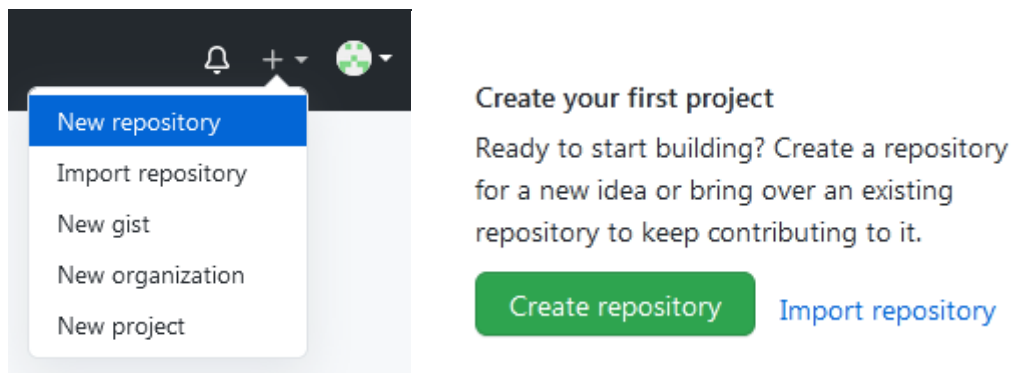 New repository
Import repository
New gist
New organization
New project
Create your first project
Ready to start building? Create a repository
for a new idea or bring over an existing
repository to keep contributing to it.
Create repository
Import repository